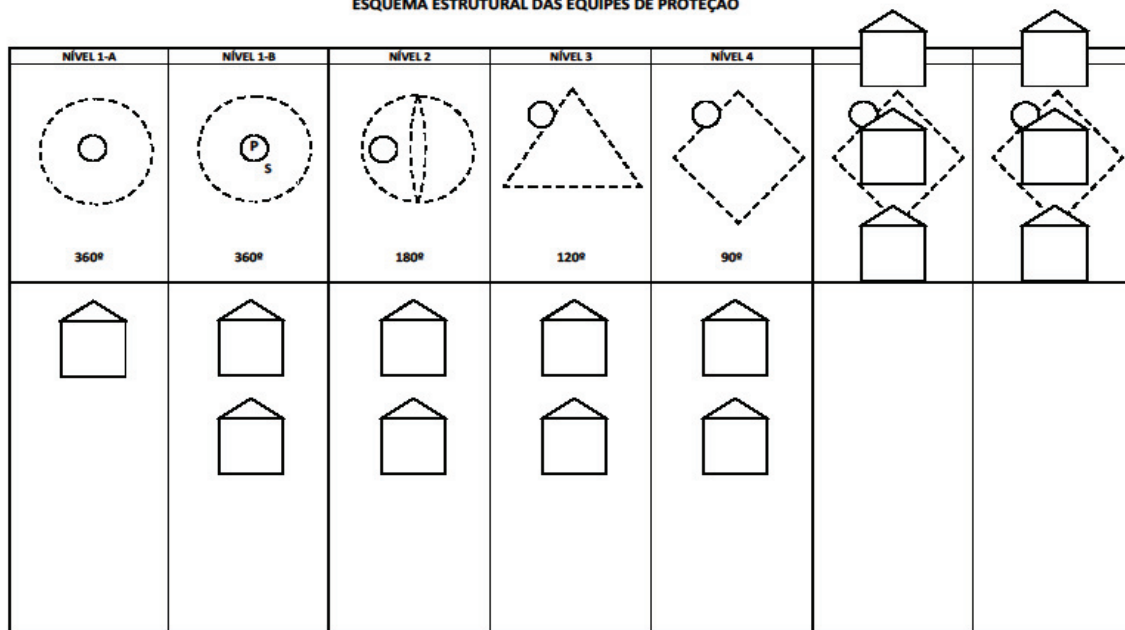 ESQUEMA ESTRUTURAL DAS EQUIPES DE PROTEÇÃO
NÍVEL 1-A NÍVEL 1-B NÍVEL 2 NÍVEL 3 NÍVEL 4
P
S
360º 360º 180º 120º 90º